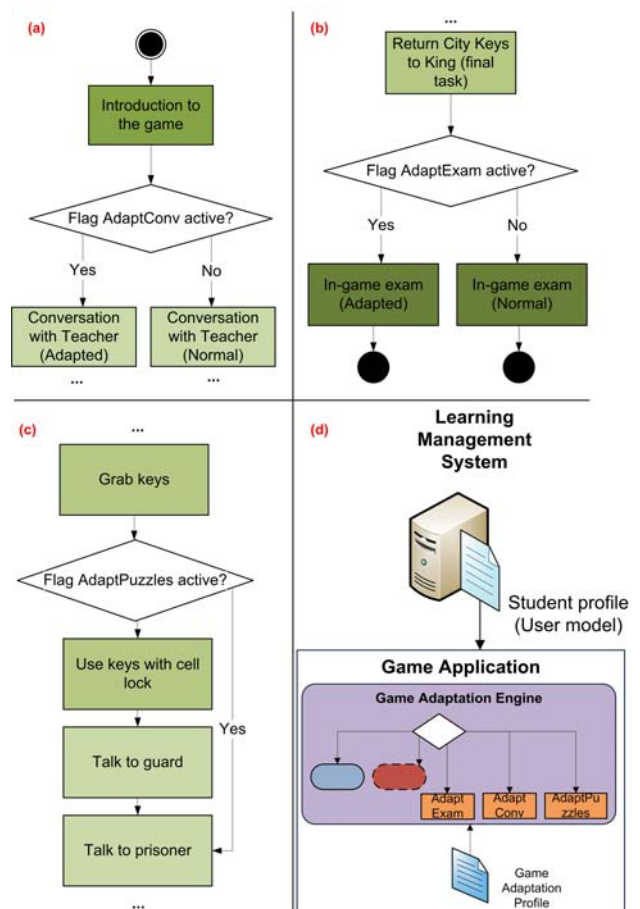 (a)
Introduction to
the game
Flag AdaptConv active?
Yes
No
Conversation
with Teacher
(Adapted)
Conversation
with Teacher
(Normal)
...
...
(b)
...
Return City Keys
to King (final
task)
Flag AdaptExam active?
Yes
No
In-game exam
(Adapted)
In-game exam
(Normal)
(c)
...
Grab keys
Flag AdaptPuzzles active?
Use keys with cell
lock
Yes
Talk to guard
Talk to prisoner
...
(d)
Learning
Management
System
Student profile
(User model)
Game Application
Game Adaptation Engine
Adapt
Exam
Adapt
Conv
AdaptPu
zzles
Game
Adaptation
Profile